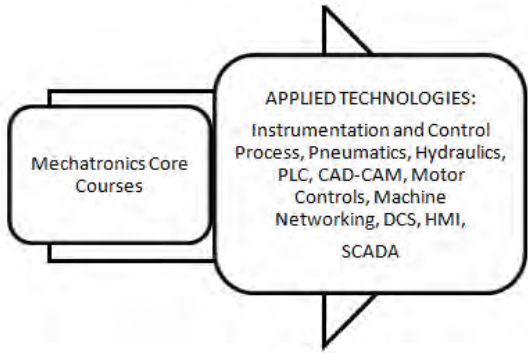 Mechatronics Core
Courses
APPLIED TECHNOLOGIES:
Instrumentation and Control
Process, Pneumatics, Hydraulics,
PLC, CAD-CAM, Motor
Controls, Machine
Networking, DCS, HMI,
SCADA